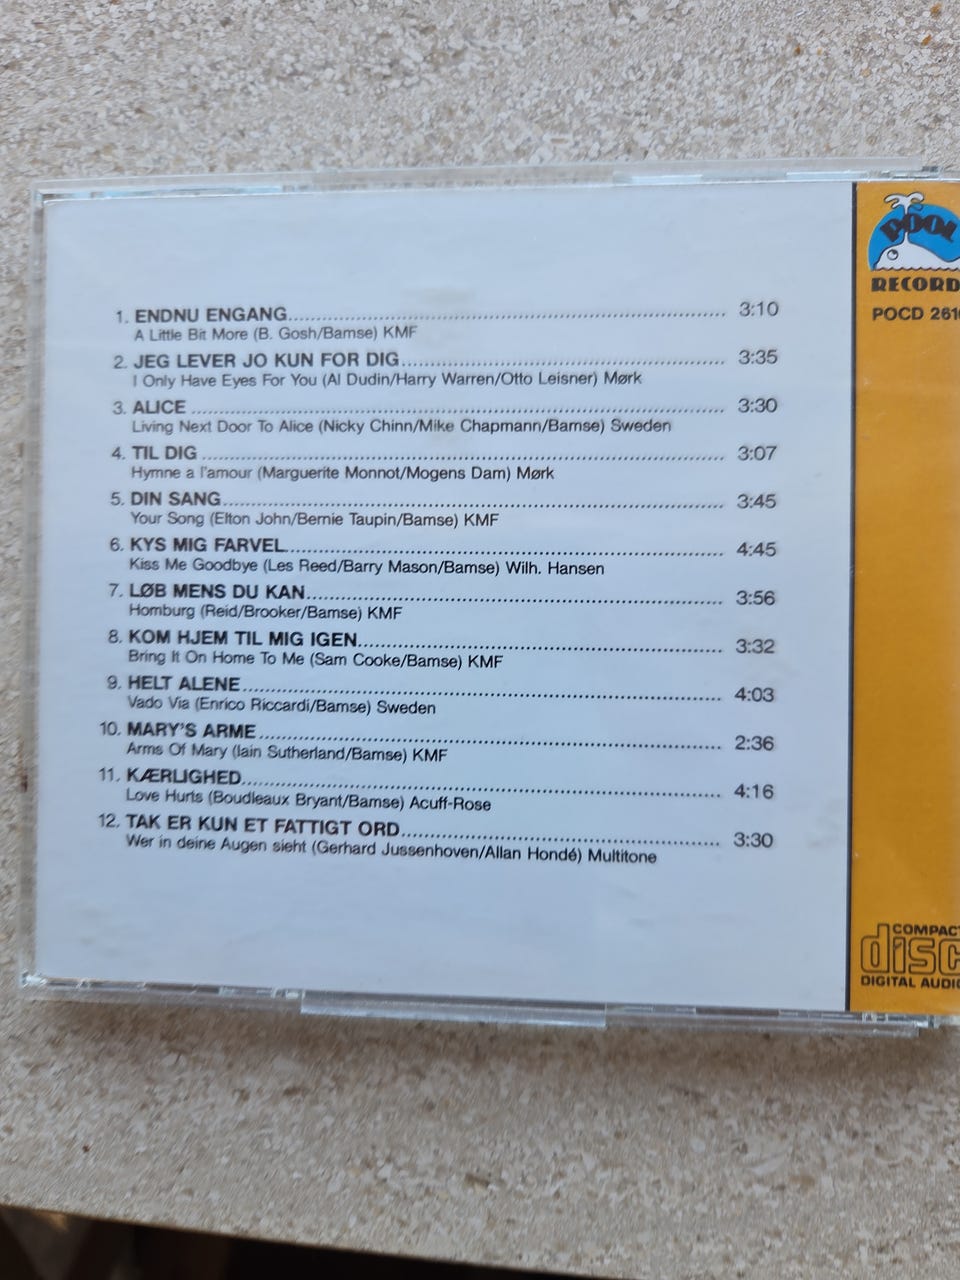 1. ENDNU ENGANG 3:10
A Little Bit More (B. Gosh/Bamse) KMF
2. JEG LEVER JO KUN FOR DIG 3:35
I Only Have Eyes For You (Al Dudin/Harry Warren/Otto Leisner) Mørk
3. ALICE 3:30
Living Next Door To Alice (Nicky Chinn/Mike Chapmann/Bamse) Sweden
4. TIL DIG 3:07
Hymne a l'amour (Marguerite Monnot/Mogens Dam) Mørk
5. DIN SANG 3:45
Your Song (Elton John/Bernie Taupin/Bamse) KMF
6. KYS MIG FARVEL 4:45
Kiss Me Goodbye (Les Reed/Barry Mason/Bamse) Wilh. Hansen
7. LØB MENS DU KAN 3:56
Homburg (Reid/Brooker/Bamse) KMF
8. KOM HJEM TIL MIG IGEN 3:32
Bring It On Home To Me (Sam Cooke/Bamse) KMF
9. HELT ALENE 4:03
Vado Via (Enrico Riccardi/Bamse) Sweden
10. MARY'S ARME 2:36
Arms Of Mary (Iain Sutherland/Bamse) KMF
11. KÆRLIGHED 4:16
Love Hurts (Boudleaux Bryant/Bamse) Acuff-Rose
12. TAK ER KUN ET FATTIGT ORD 3:30
Wer in deine Augen sieht (Gerhard Jussenhoven/Allan Hondé) Multitone
POOL
RECORD
POCD
COMPACT
disc
DIGITAL AUDIO